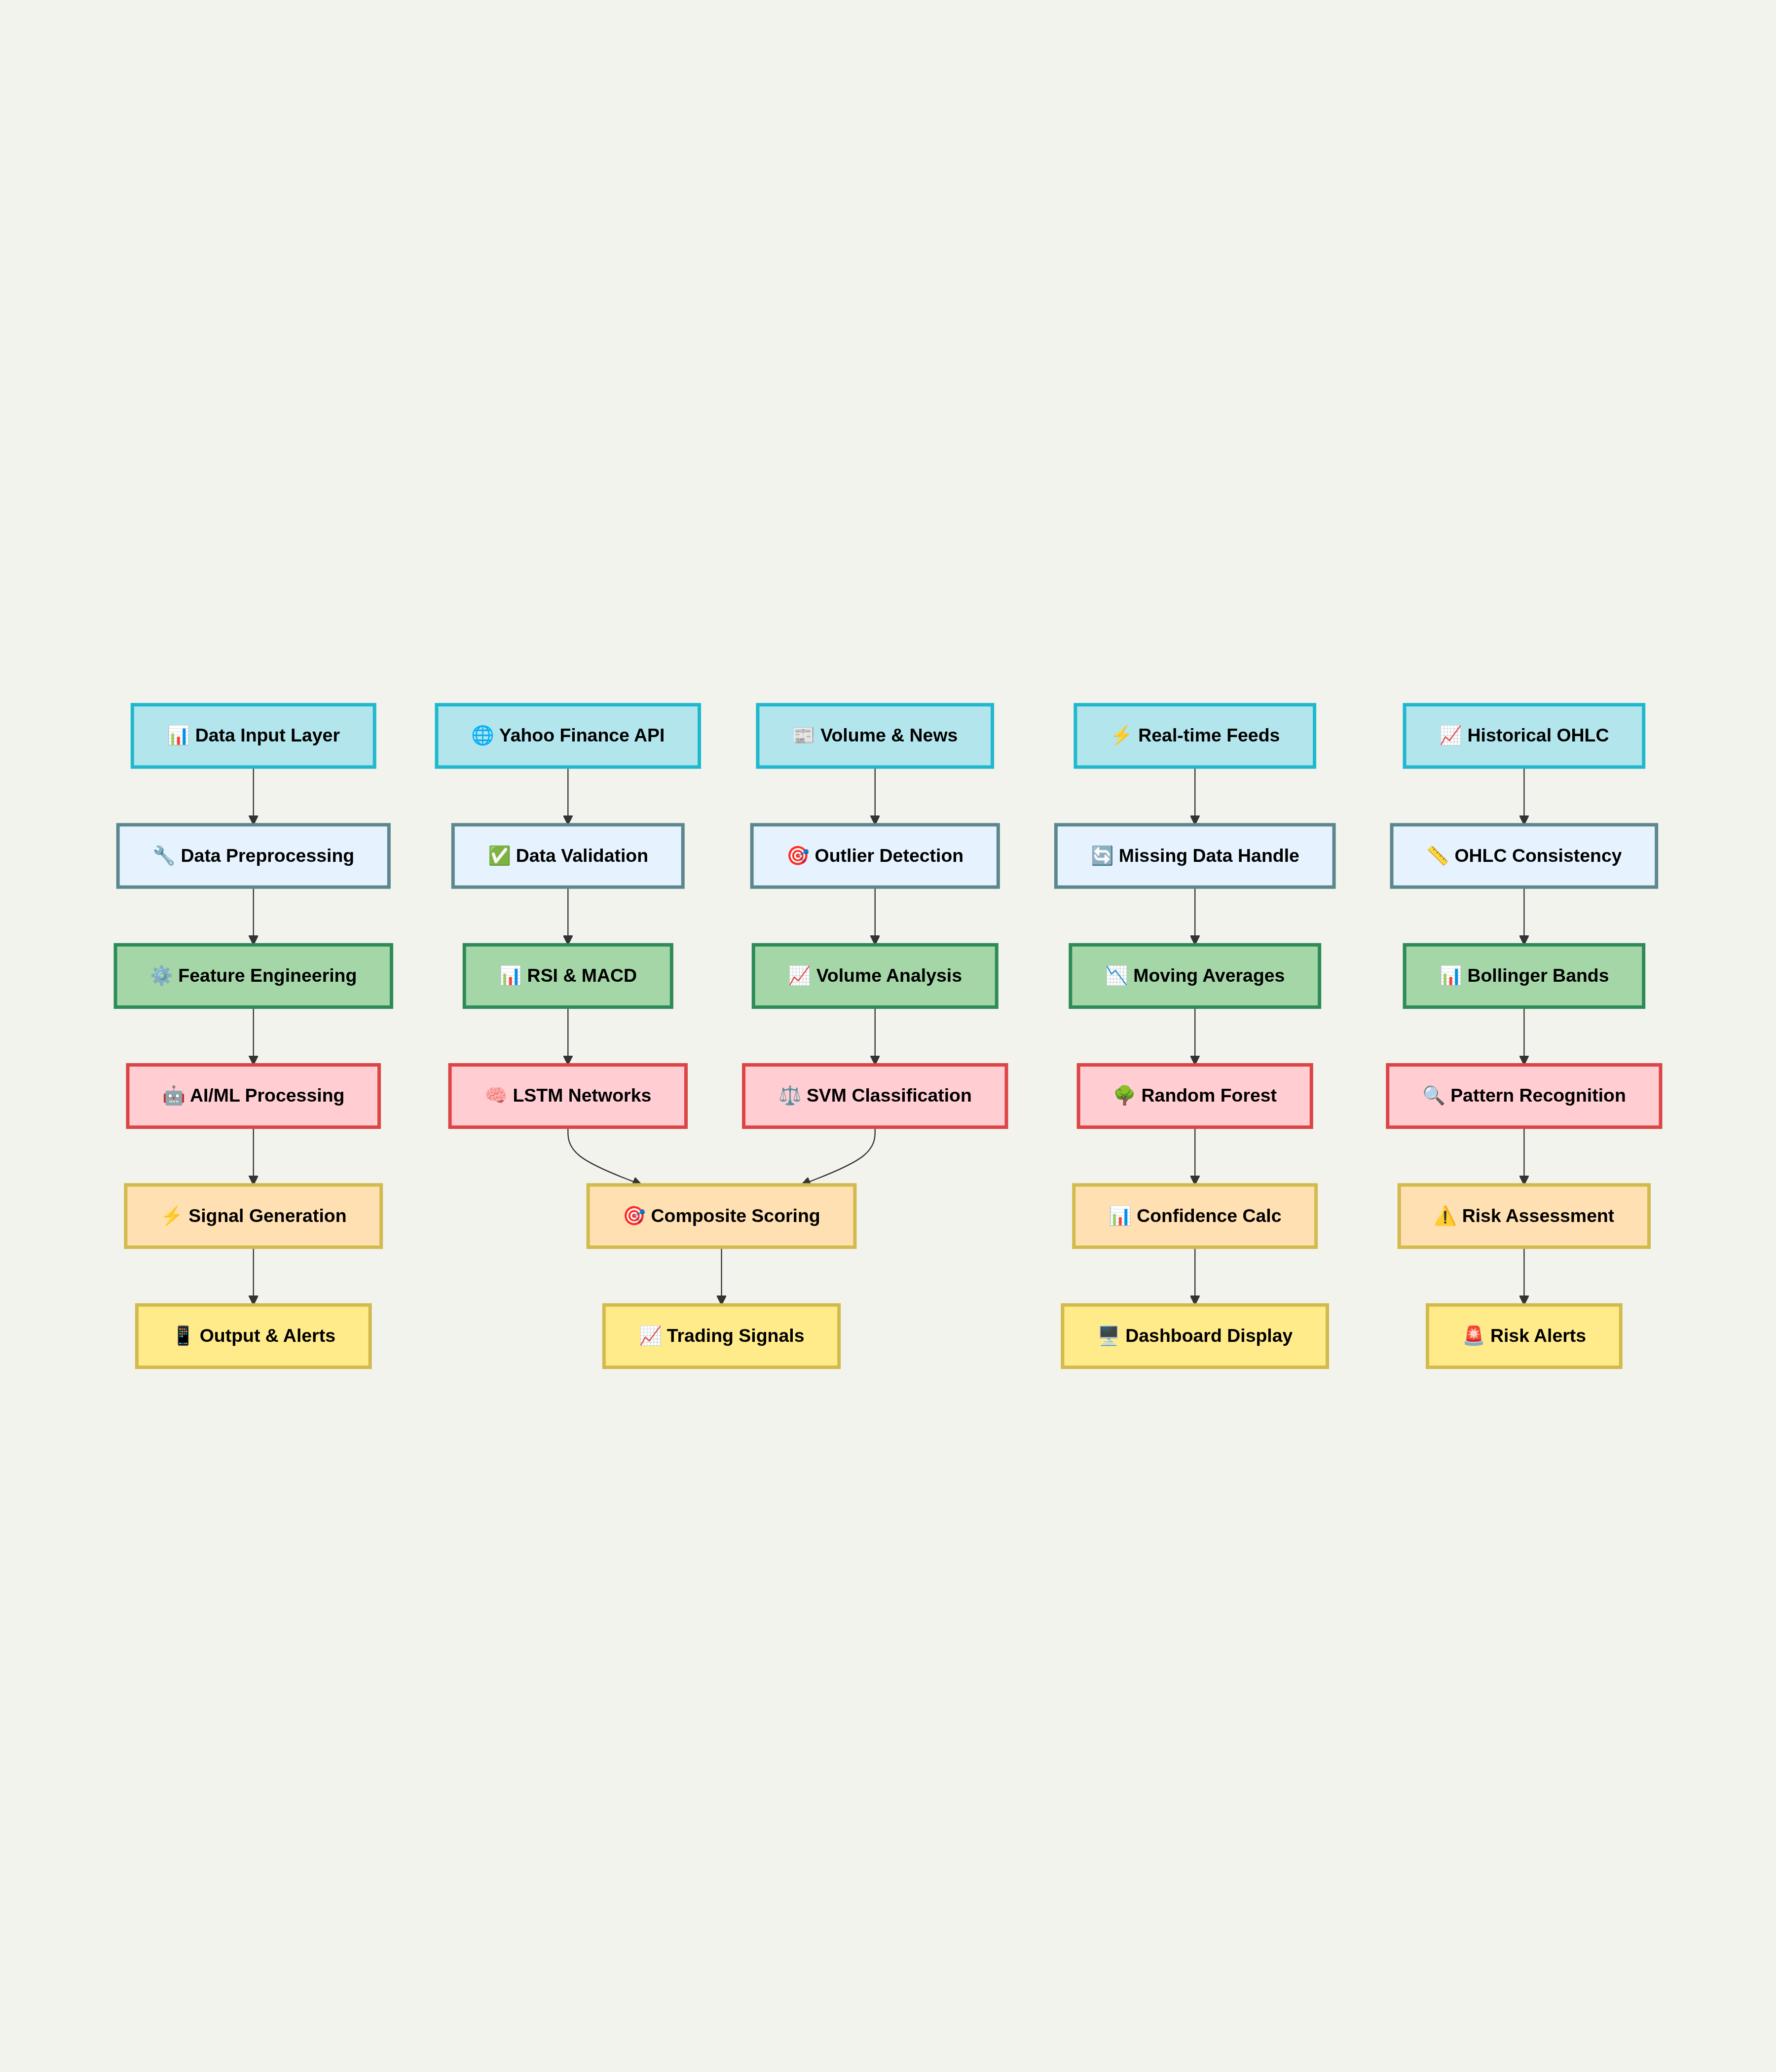 📊 Data Input Layer
🌐 Yahoo Finance API
📰 Volume & News
⚡ Real-time Feeds
📈 Historical OHLC
🔧 Data Preprocessing
✅ Data Validation
🎯 Outlier Detection
🔄 Missing Data Handle
📏 OHLC Consistency
⚙️ Feature Engineering
📊 RSI & MACD
📈 Volume Analysis
📉 Moving Averages
📊 Bollinger Bands
🤖 AI/ML Processing
🧠 LSTM Networks
⚖️ SVM Classification
🌳 Random Forest
🔍 Pattern Recognition
⚡ Signal Generation
🎯 Composite Scoring
📊 Confidence Calc
⚠️ Risk Assessment
📱 Output & Alerts
📈 Trading Signals
🖥️ Dashboard Display
🚨 Risk Alerts